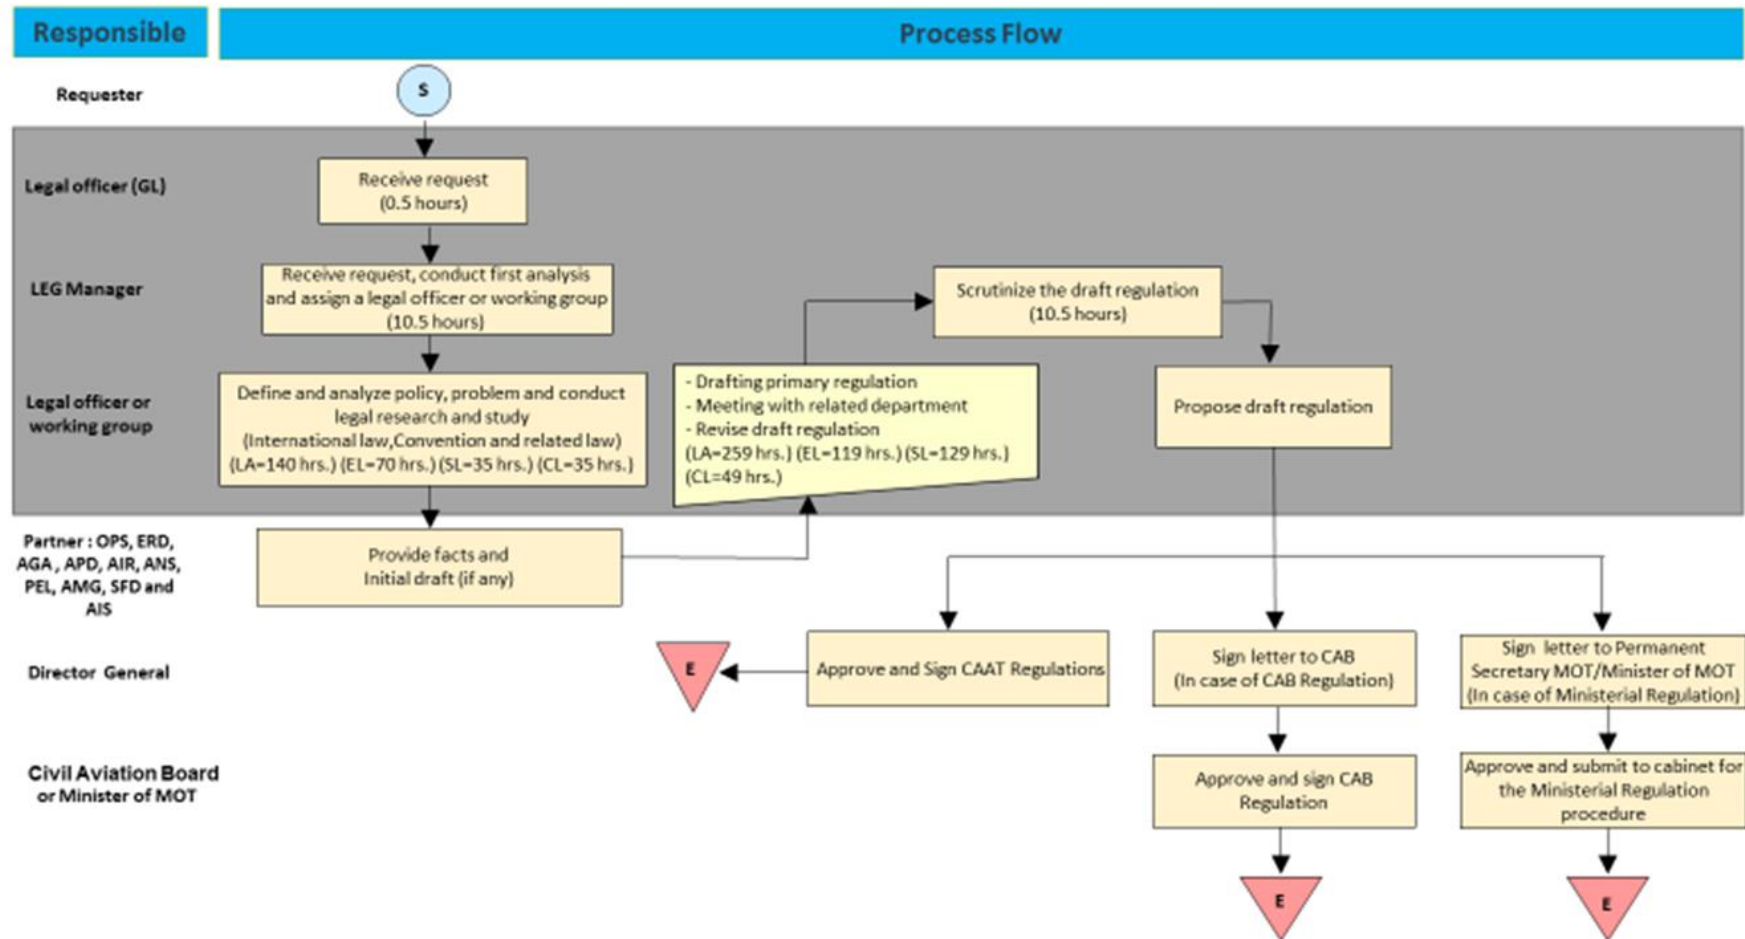 Responsible
Process Flow
Requester
S
Legal officer (GL)
Receive request
(0.5 hours)
LEG Manager
Receive request, conduct first analysis
and assign a legal officer or working group
(10.5 hours)
Scrutinize the draft regulation
(10.5 hours)
Legal officer or
working group
Define and analyze policy, problem and conduct
legal research and study
(International law,Convention and related law)
(LA=140 hrs.) (EL=70 hrs.) (SL=35 hrs.) (CL=35 hrs.)
- Drafting primary regulation
- Meeting with related department
- Revise draft regulation
(LA=259 hrs.) (EL=119 hrs.) (SL=129 hrs.)
(CL=49 hrs.)
Propose draft regulation
Partner : OPS, ERD,
AGA , APD, AIR, ANS,
PEL, AMG, SFD and
AIS
Provide facts and
Initial draft (if any)
Director General
E
Approve and Sign CAAT Regulations
Sign letter to CAB
(In case of CAB Regulation)
Sign letter to Permanent
Secretary MOT/Minister of MOT
(In case of Ministerial Regulation)
Civil Aviation Board
or Minister of MOT
Approve and sign CAB
Regulation
Approve and submit to cabinet for
the Ministerial Regulation
procedure
E
E